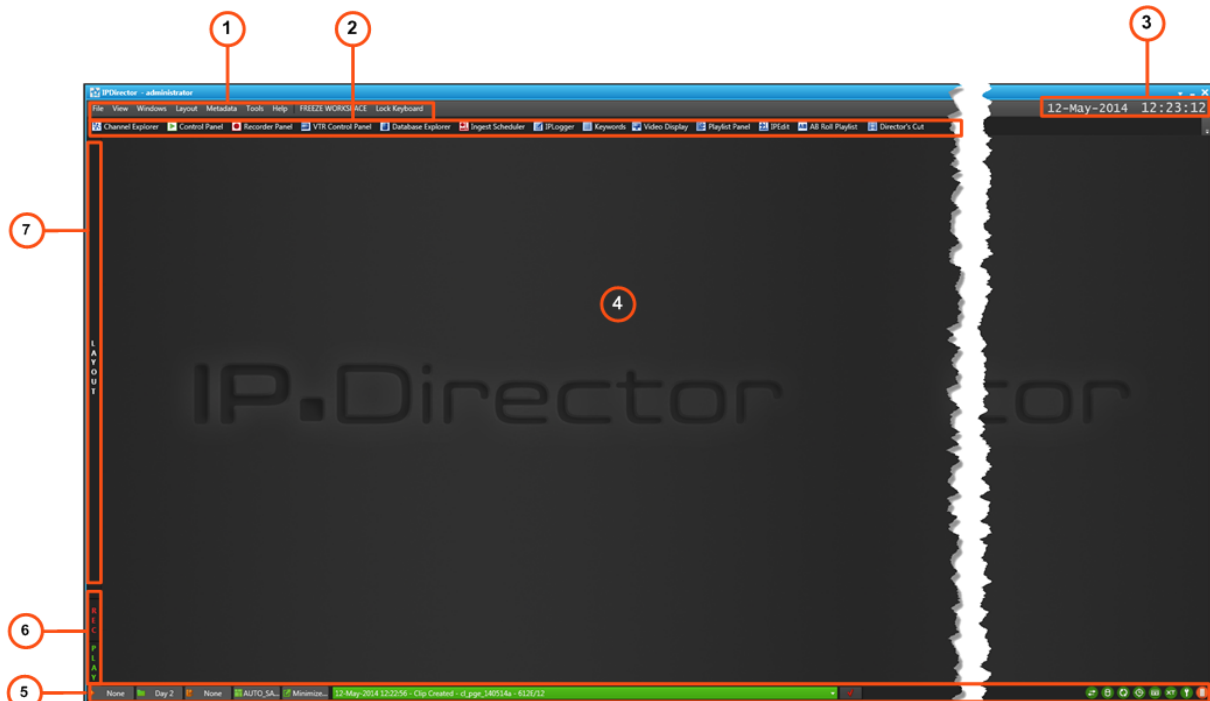 1
2
3
IPDirector - administrator
File View Windows Layout Metadata Tools Help FREEZE WORKSPACE Lock Keyboard
12-May-2014 12:23:12
Channel Explorer Control Panel Recorder Panel VTR Control Panel Database Explorer Ingest Scheduler IPLogger Keywords Video Display Playlist Panel IPEdit AB AB Roll Playlist Director's Cut
7
4
LAYOUT
IP.Director
tor
6
REC
PLAY
5
None Day 2 None AUTO_SA... Minimize... 12-May-2014 12:22:56 - Clip Created - cl_pge_140514a - 612E/12
XT